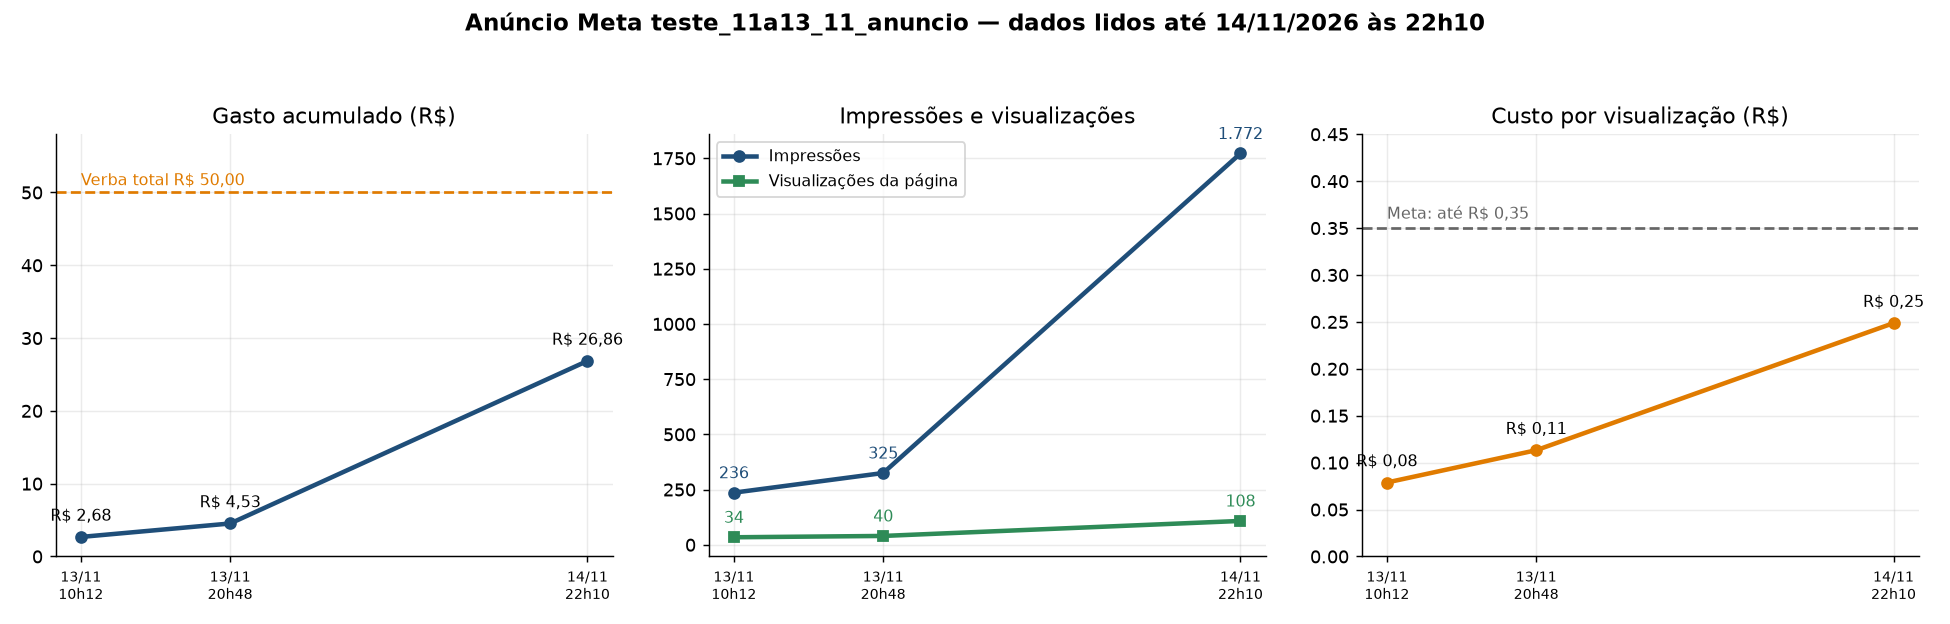 Anúncio Meta teste_11a13_11_anuncio — dados lidos até 14/11/2026 às 22h10
Gasto acumulado (R$)
Verba total R$ 50,00
50
40
30
20
10
0
R$ 2,68
R$ 4,53
R$ 26,86
13/11
10h12
13/11
20h48
14/11
22h10
Impressões e visualizações
Impressões
Visualizações da página
1750
1500
1250
1000
750
500
250
0
236
325
1.772
34
40
108
13/11
10h12
13/11
20h48
14/11
22h10
Custo por visualização (R$)
0.45
0.40
0.35
0.30
0.25
0.20
0.15
0.10
0.05
0.00
Meta: até R$ 0,35
R$ 0,08
R$ 0,11
R$ 0,25
13/11
10h12
13/11
20h48
14/11
22h10